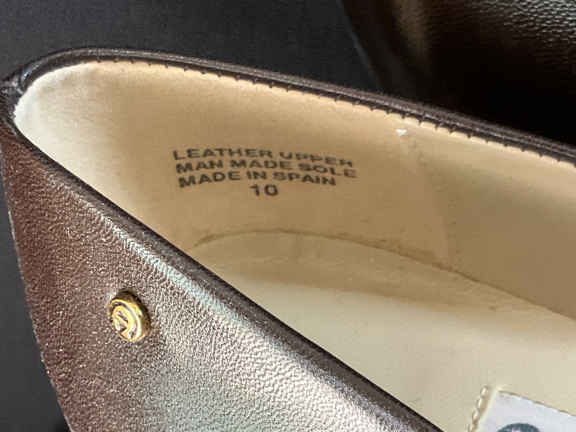 LEATHER UPPER
MAN MADE SOLE
MADE IN SPAIN
10